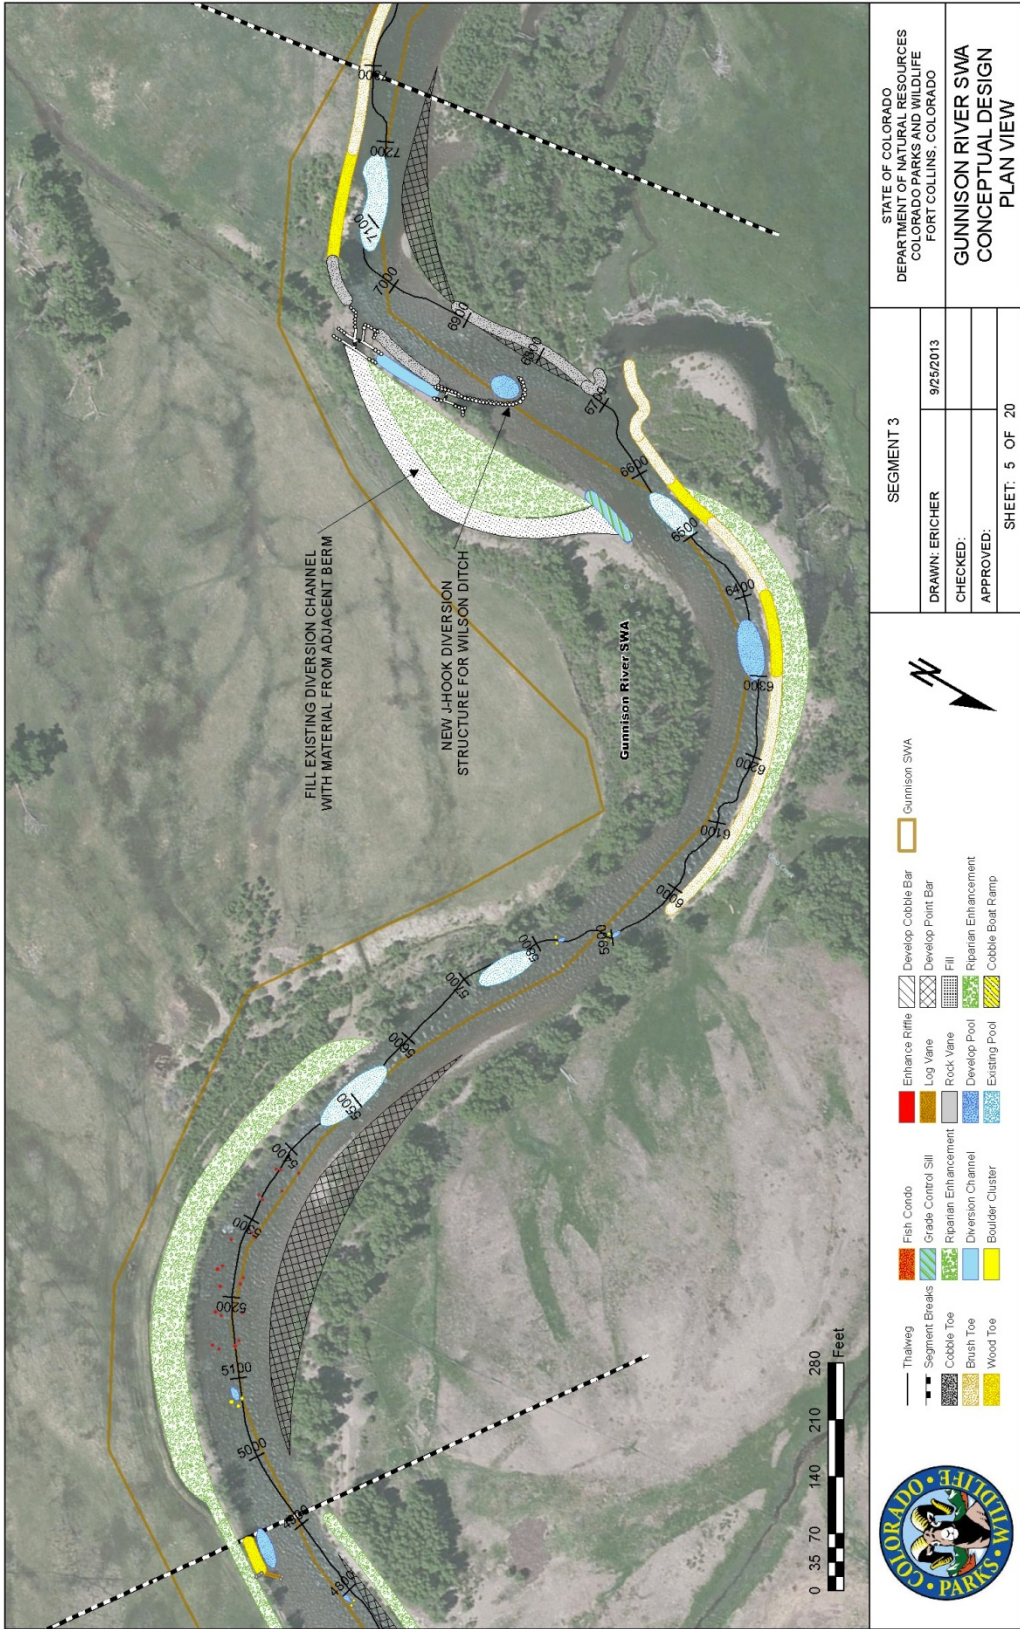 FILL EXISTING DIVERSION CHANNEL
WITH MATERIAL FROM ADJACENT BERM
NEW J-HOOK DIVERSION
STRUCTURE FOR WILSON DITCH
Gunnison River SWA
4800
4900
5000
5100
5200
5300
5400
5500
5600
5700
5800
5900
6000
6100
6200
6300
6400
6500
6600
6700
6800
6900
7000
7100
7200
7300
0 35 70 140 210 280
Feet
COLORADO
PARKS • WILDLIFE
Thalweg
Segment Breaks
Cobble Toe
Brush Toe
Wood Toe
Fish Condo
Grade Control Sill
Riparian Enhancement
Diversion Channel
Boulder Cluster
Enhance Riffle
Log Vane
Rock Vane
Develop Pool
Existing Pool
Develop Cobble Bar
Develop Point Bar
Fill
Riparian Enhancement
Cobble Boat Ramp
Gunnison SWA
N
SEGMENT 3
DRAWN: ERICHER
9/25/2013
CHECKED:
APPROVED:
SHEET: 5 OF 20
STATE OF COLORADO
DEPARTMENT OF NATURAL RESOURCES
COLORADO PARKS AND WILDLIFE
FORT COLLINS, COLORADO
GUNNISON RIVER SWA
CONCEPTUAL DESIGN
PLAN VIEW